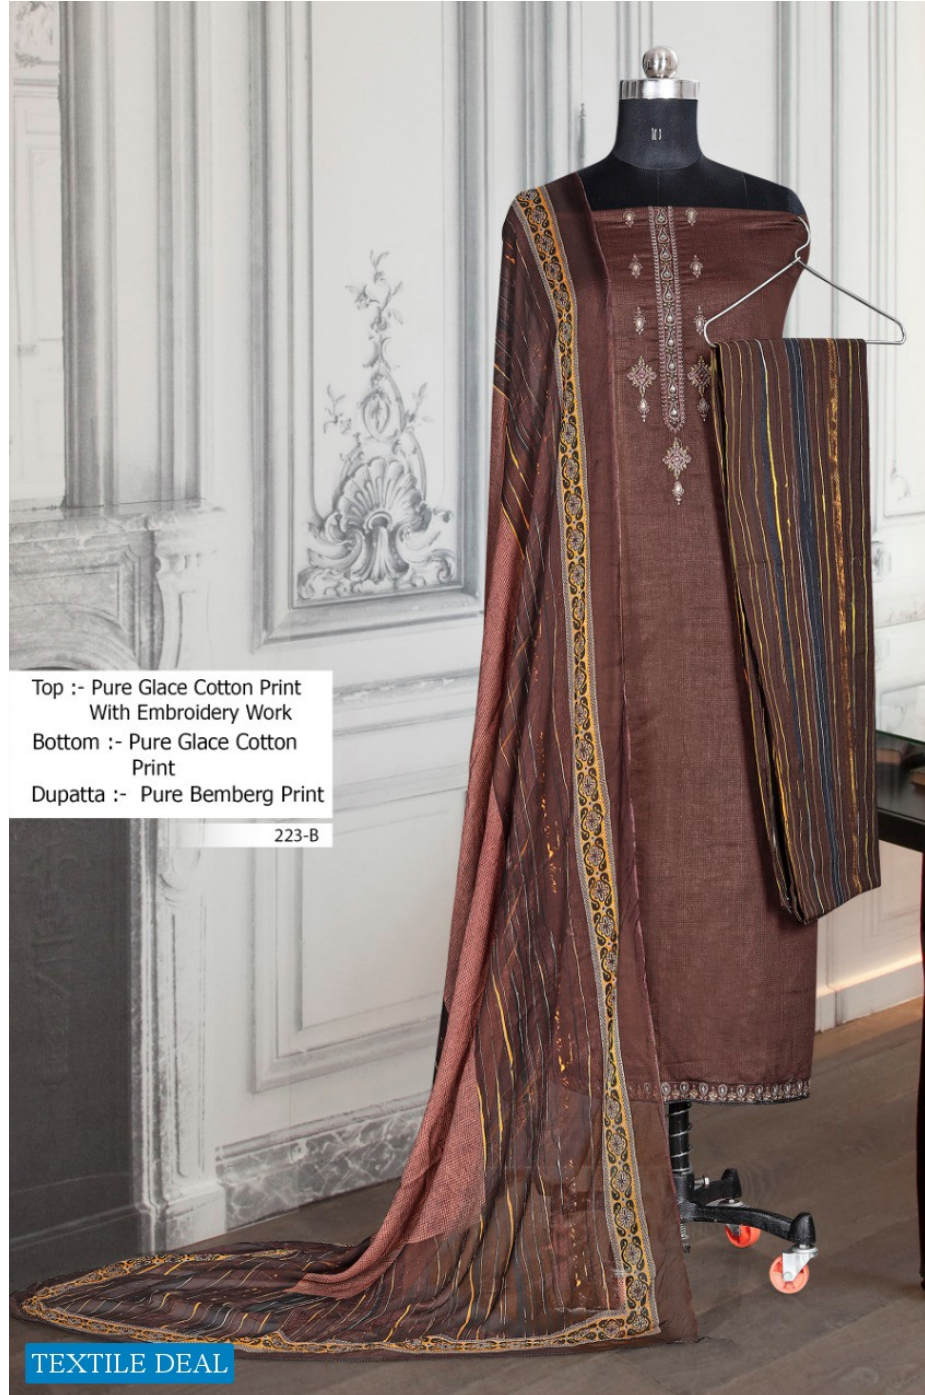 Top :- Pure Glace Cotton Print
With Embroidery Work
Bottom :- Pure Glace Cotton
Print
Dupatta :- Pure Bemberg Print
223-B
TEXTILE DEAL